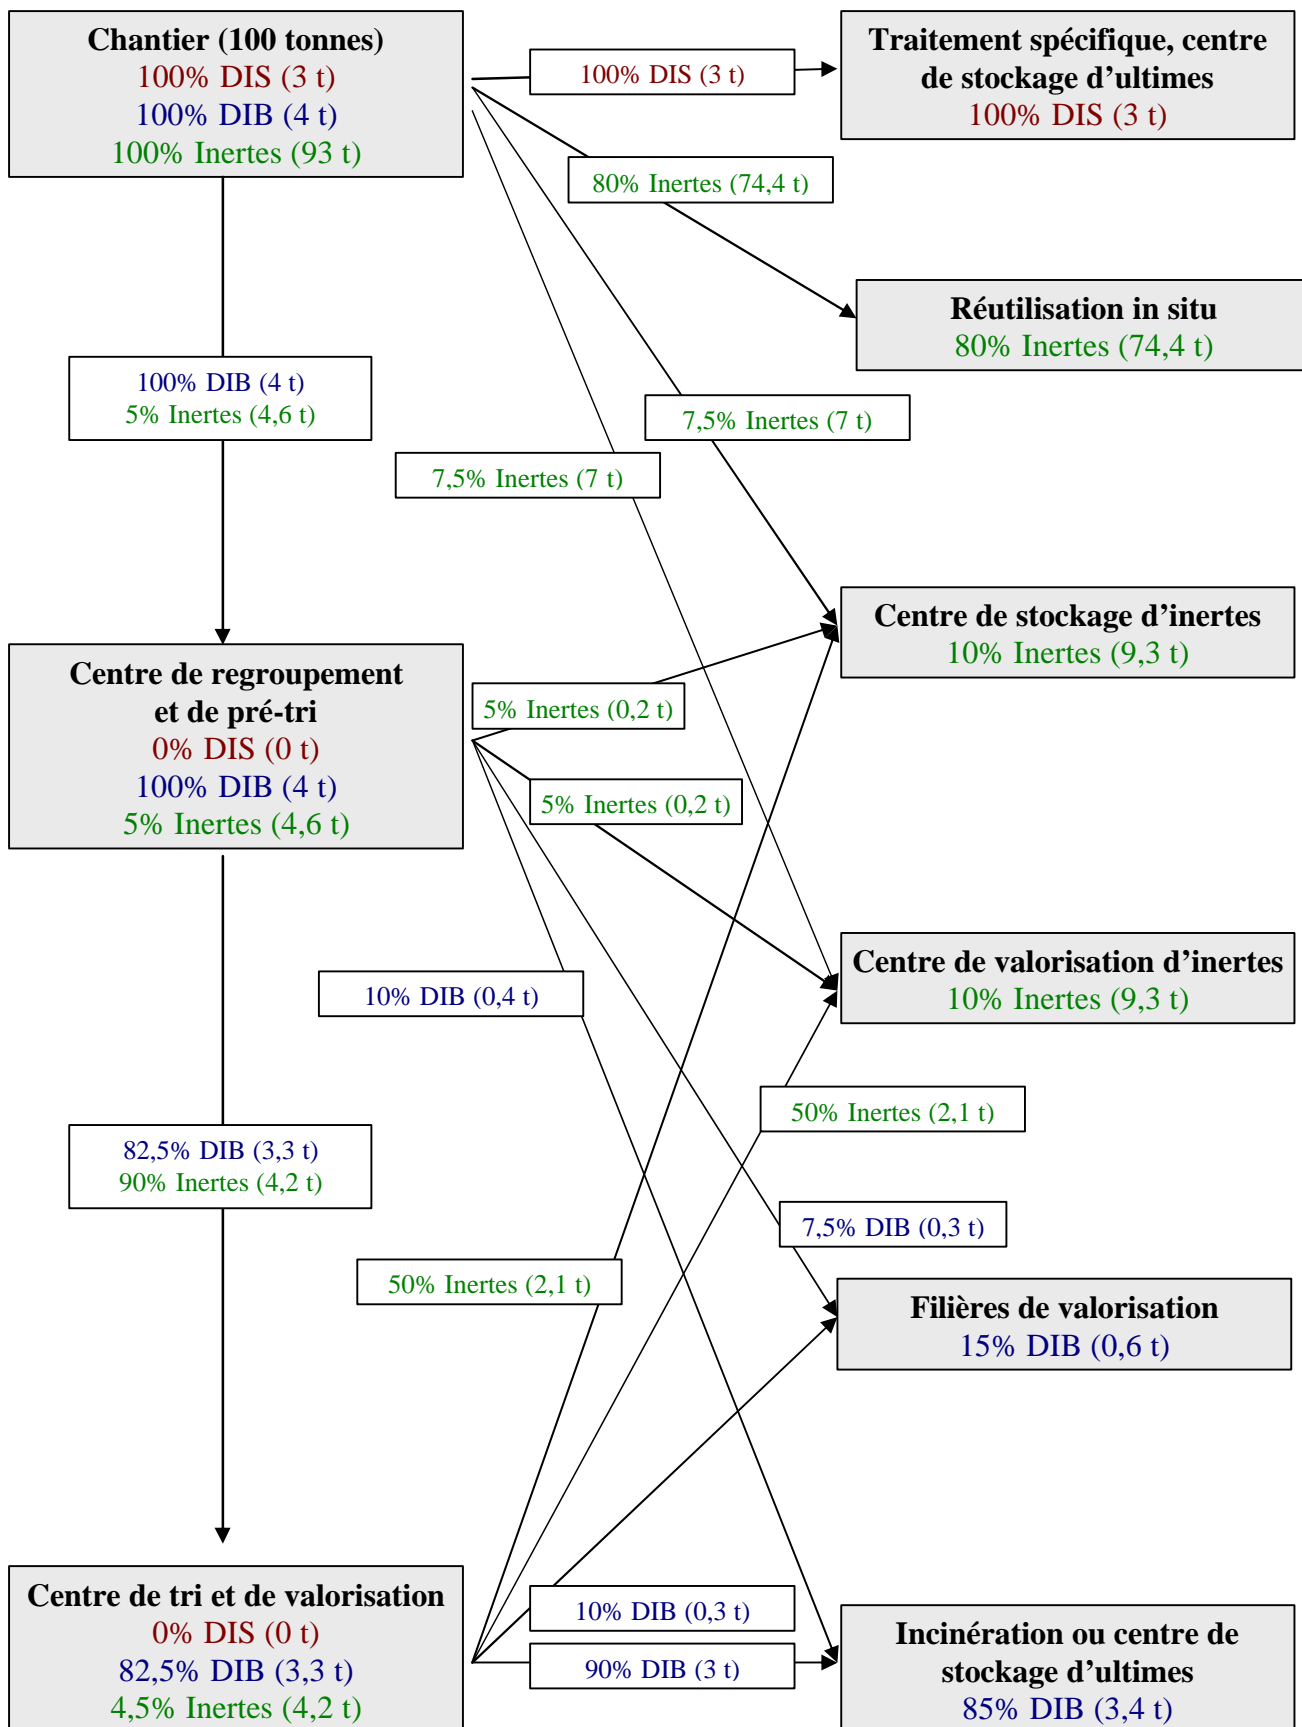 Chantier (100 tonnes)
100% DIS (3 t)
100% DIB (4 t)
100% Inertes (93 t)
100% DIS (3 t)
Traitement spécifique, centre
de stockage d’ultimes
100% DIS (3 t)
80% Inertes (74,4 t)
Réutilisation in situ
80% Inertes (74,4 t)
100% DIB (4 t)
5% Inertes (4,6 t)
7,5% Inertes (7 t)
7,5% Inertes (7 t)
Centre de stockage d’inertes
10% Inertes (9,3 t)
Centre de regroupement
et de pré-tri
0% DIS (0 t)
100% DIB (4 t)
5% Inertes (4,6 t)
5% Inertes (0,2 t)
5% Inertes (0,2 t)
Centre de valorisation d’inertes
10% Inertes (9,3 t)
10% DIB (0,4 t)
50% Inertes (2,1 t)
82,5% DIB (3,3 t)
90% Inertes (4,2 t)
7,5% DIB (0,3 t)
50% Inertes (2,1 t)
Filières de valorisation
15% DIB (0,6 t)
Centre de tri et de valorisation
0% DIS (0 t)
82,5% DIB (3,3 t)
4,5% Inertes (4,2 t)
10% DIB (0,3 t)
90% DIB (3 t)
Incinération ou centre de
stockage d’ultimes
85% DIB (3,4 t)